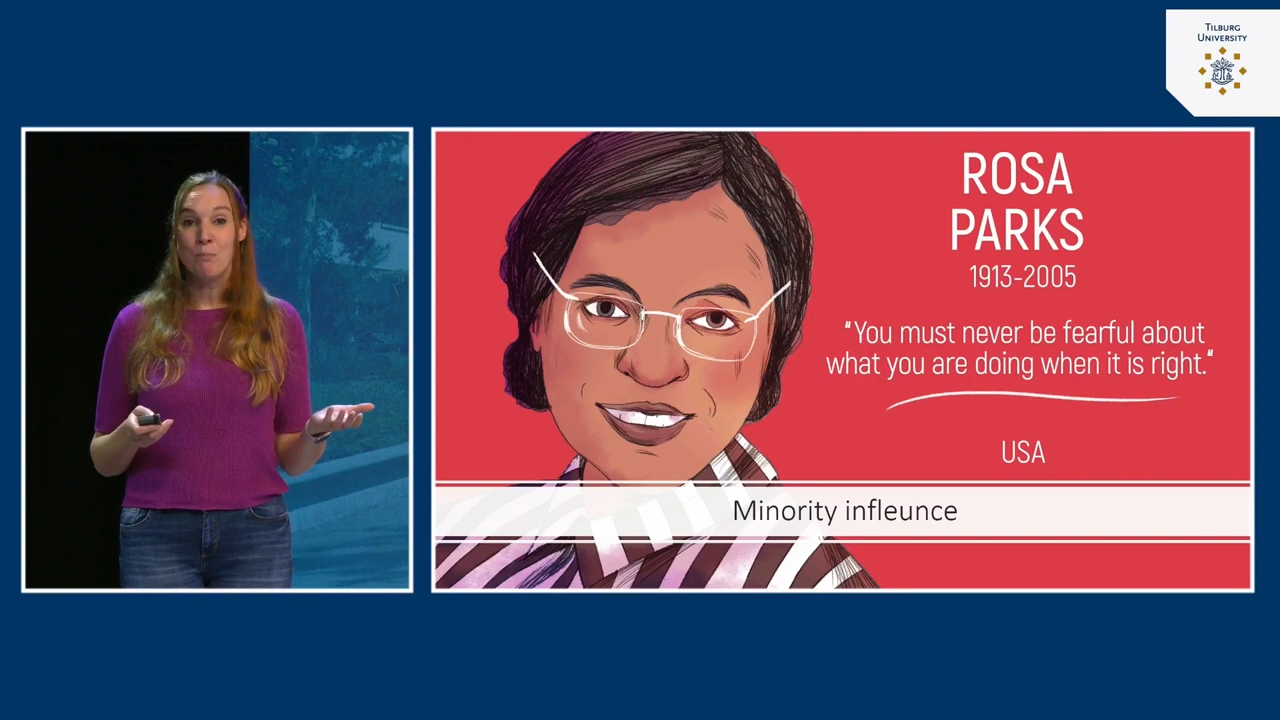 TILBURG
UNIVERSITY
ROSA
PARKS
1913-2005
“You must never be fearful about
what you are doing when it is right.“
USA
Minority infleunce